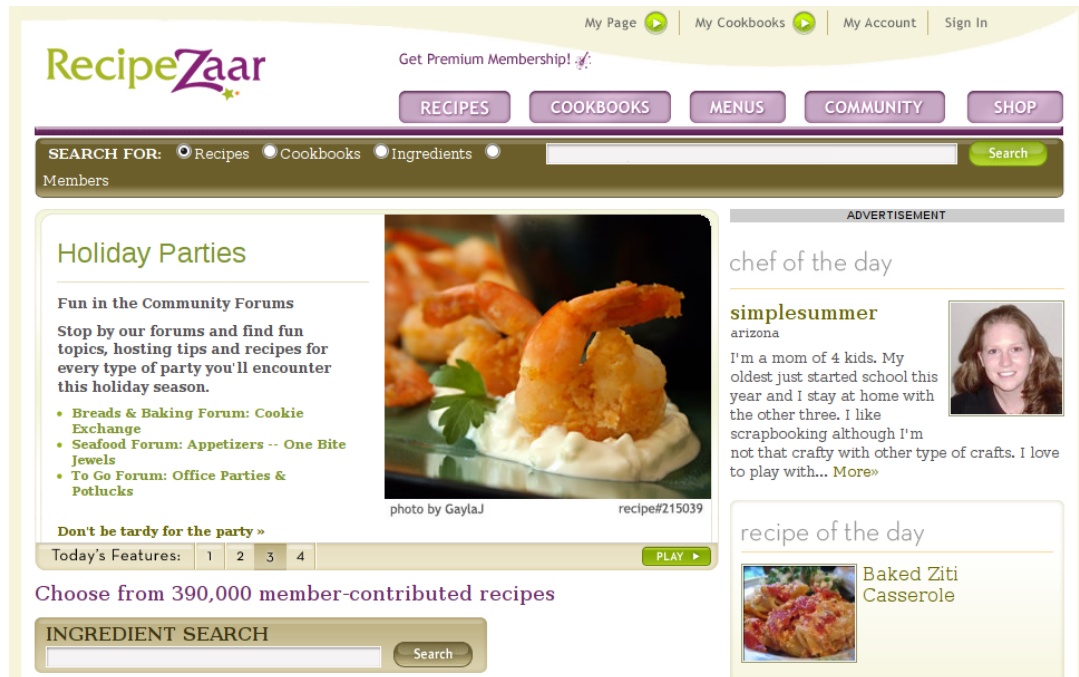 My Page
My Cookbooks
My Account
Sign In
RecipeZaar
Get Premium Membership!
RECIPES
COOKBOOKS
MENUS
COMMUNITY
SHOP
SEARCH FOR: Recipes Cookbooks Ingredients
Members
Search
Holiday Parties
Fun in the Community Forums
Stop by our forums and find fun
topics, hosting tips and recipes for
every type of party you'll encounter
this holiday season.
• Breads & Baking Forum: Cookie
Exchange
• Seafood Forum: Appetizers -- One Bite
Jewels
• To Go Forum: Office Parties &
Potlucks
Don't be tardy for the party »
photo by GaylaJ
recipe#215039
Today's Features: 1 2 3 4
PLAY
Choose from 390,000 member-contributed recipes
INGREDIENT SEARCH
Search
ADVERTISEMENT
chef of the day
simplesummer
arizona
I'm a mom of 4 kids. My
oldest just started school this
year and I stay at home with
the other three. I like
scrapbooking although I'm
not that crafty with other type of crafts. I love
to play with... More»
recipe of the day
Baked Ziti
Casserole